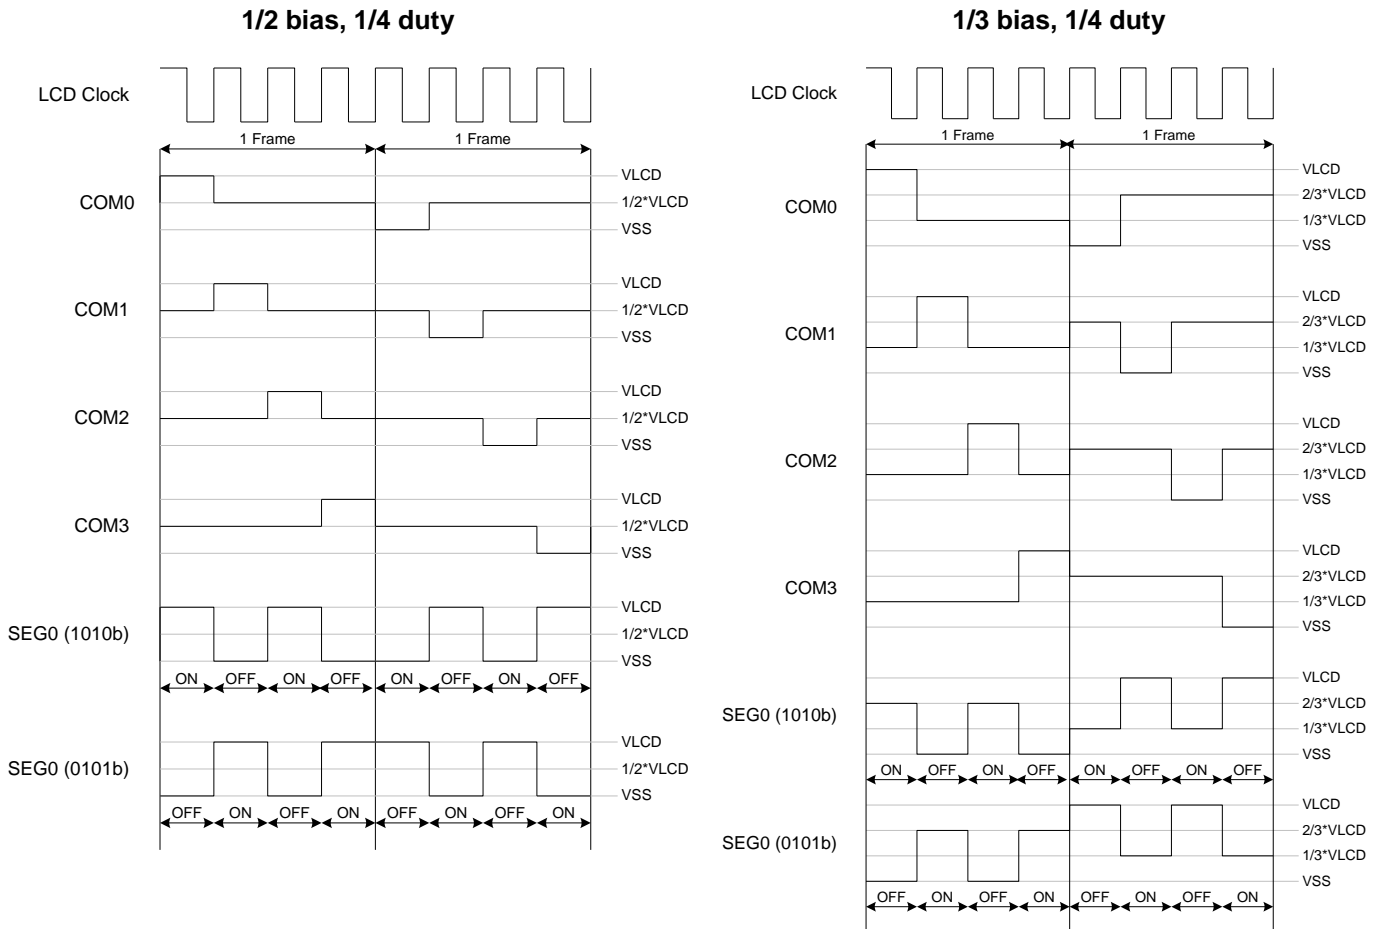 1/2 bias, 1/4 duty
LCD Clock
1 Frame 1 Frame
COM0
VLCD
1/2*VLCD
VSS
COM1
VLCD
1/2*VLCD
VSS
COM2
VLCD
1/2*VLCD
VSS
COM3
VLCD
1/2*VLCD
VSS
SEG0 (1010b)
VLCD
1/2*VLCD
VSS
ON OFF ON OFF ON OFF ON OFF
SEG0 (0101b)
VLCD
1/2*VLCD
VSS
OFF ON OFF ON OFF ON OFF ON
1/3 bias, 1/4 duty
LCD Clock
1 Frame 1 Frame
COM0
VLCD
2/3*VLCD
1/3*VLCD
VSS
COM1
VLCD
2/3*VLCD
1/3*VLCD
VSS
COM2
VLCD
2/3*VLCD
1/3*VLCD
VSS
COM3
VLCD
2/3*VLCD
1/3*VLCD
VSS
SEG0 (1010b)
VLCD
2/3*VLCD
1/3*VLCD
VSS
ON OFF ON OFF ON OFF ON OFF
SEG0 (0101b)
VLCD
2/3*VLCD
1/3*VLCD
VSS
OFF ON OFF ON OFF ON OFF ON